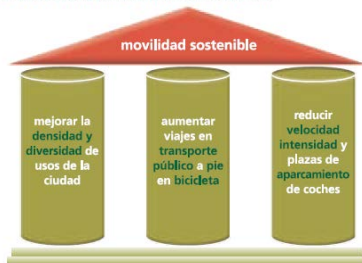 movilidad sostenible
mejorar la
densidad y
diversidad de
usos de la
ciudad
aumentar
viajes en
transporte
público a pie
en bicicleta
reducir
velocidad
intensidad y
plazas de
aparcamiento
de coches